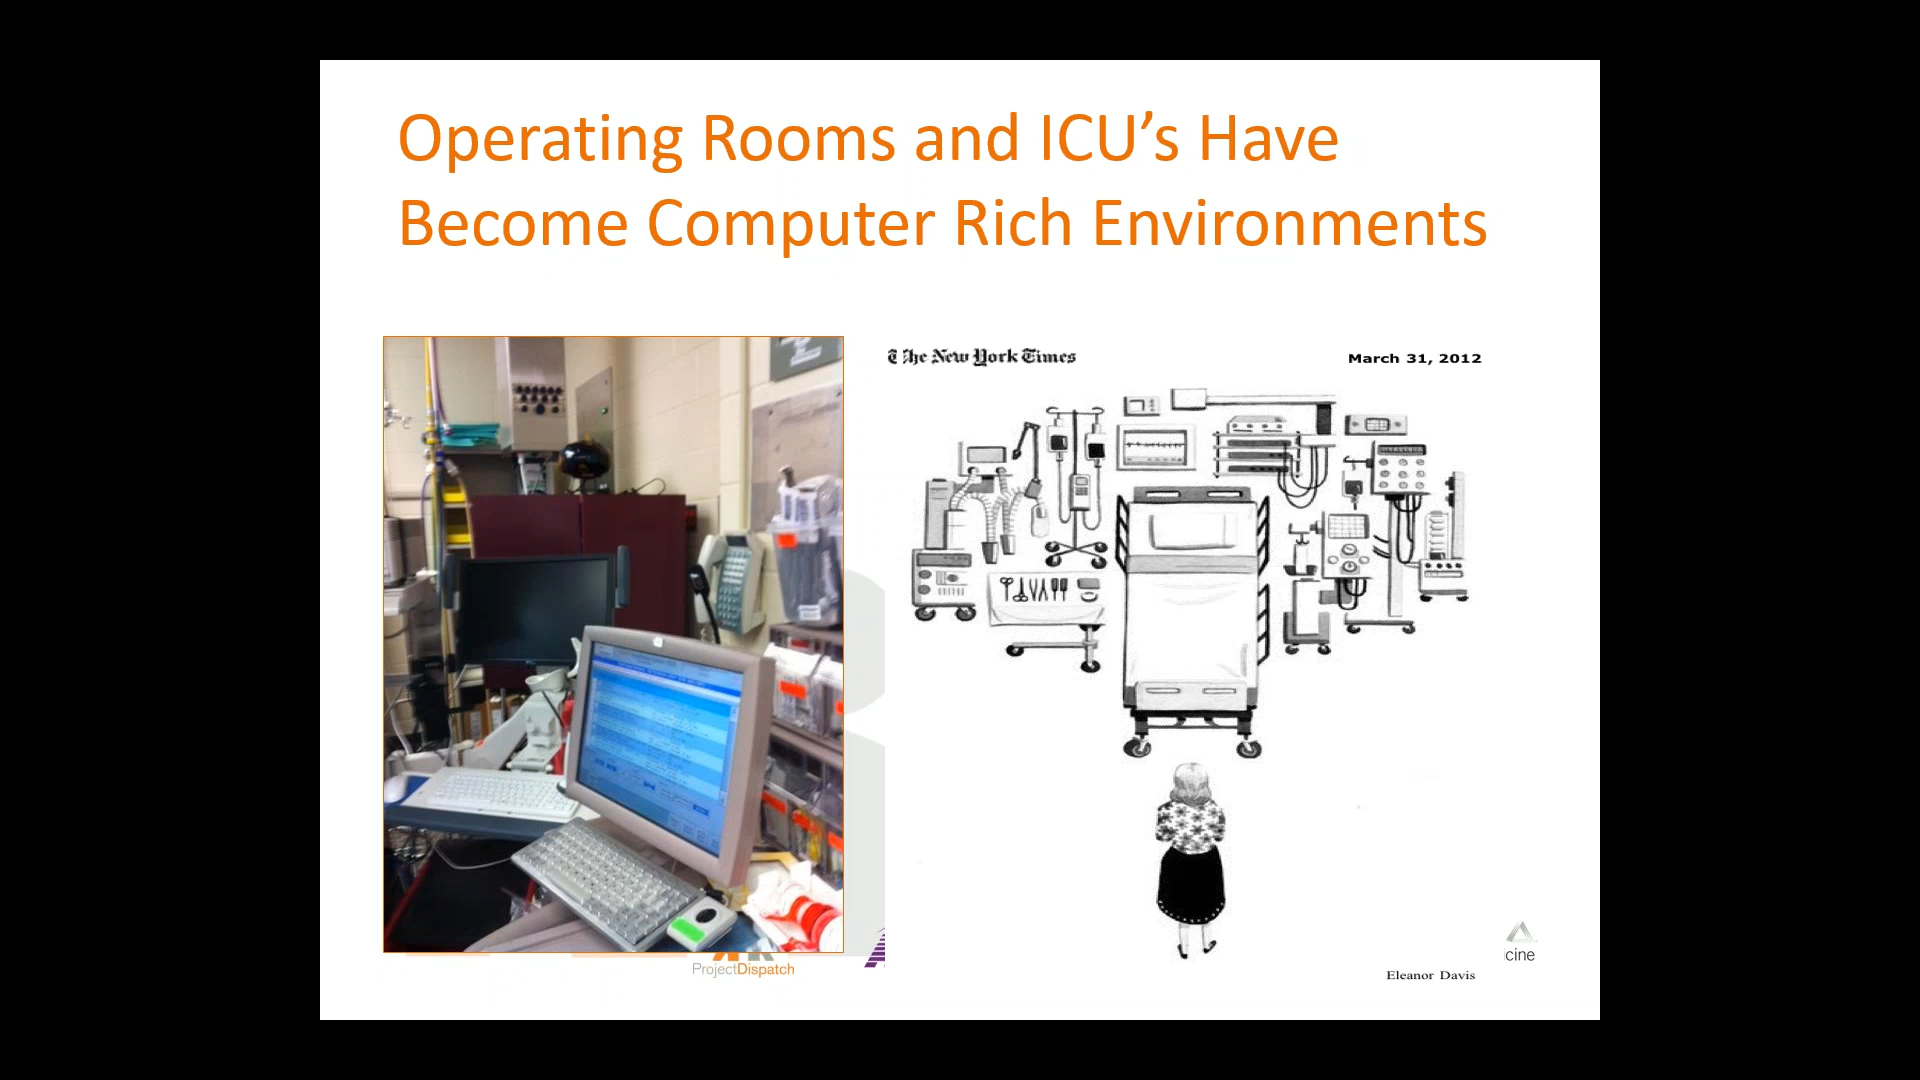 Operating Rooms and ICU’s Have
Become Computer Rich Environments
The New York Times
March 31, 2012
ProjectDispatch
cine
Eleanor Davis